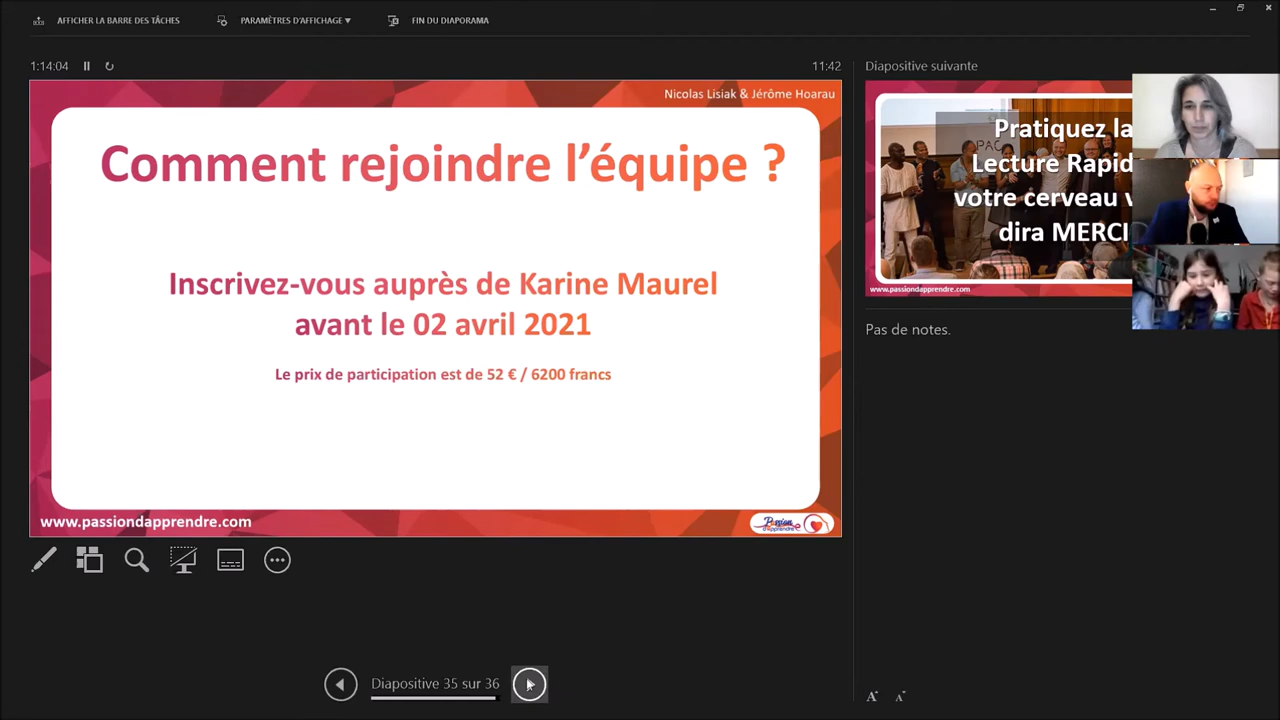 AFFICHER LA BARRE DES TÂCHES
PARAMÈTRES D'AFFICHAGE ▼
FIN DU DIAPORAMA
1:14:04
11:42
Nicolas Lisiak & Jérôme Hoarau
Comment rejoindre l'équipe ?
Inscrivez-vous auprès de Karine Maurel
avant le 02 avril 2021
Le prix de participation est de 52 € / 6200 francs
www.passiondapprendre.com
Passion
d'apprendre
Diapositive suivante
Pratiquez la
Lecture Rapid
votre cerveau v
dira MERCI
www.passiondapprendre.com
Pas de notes.
Diapositive 35 sur 36
A
A